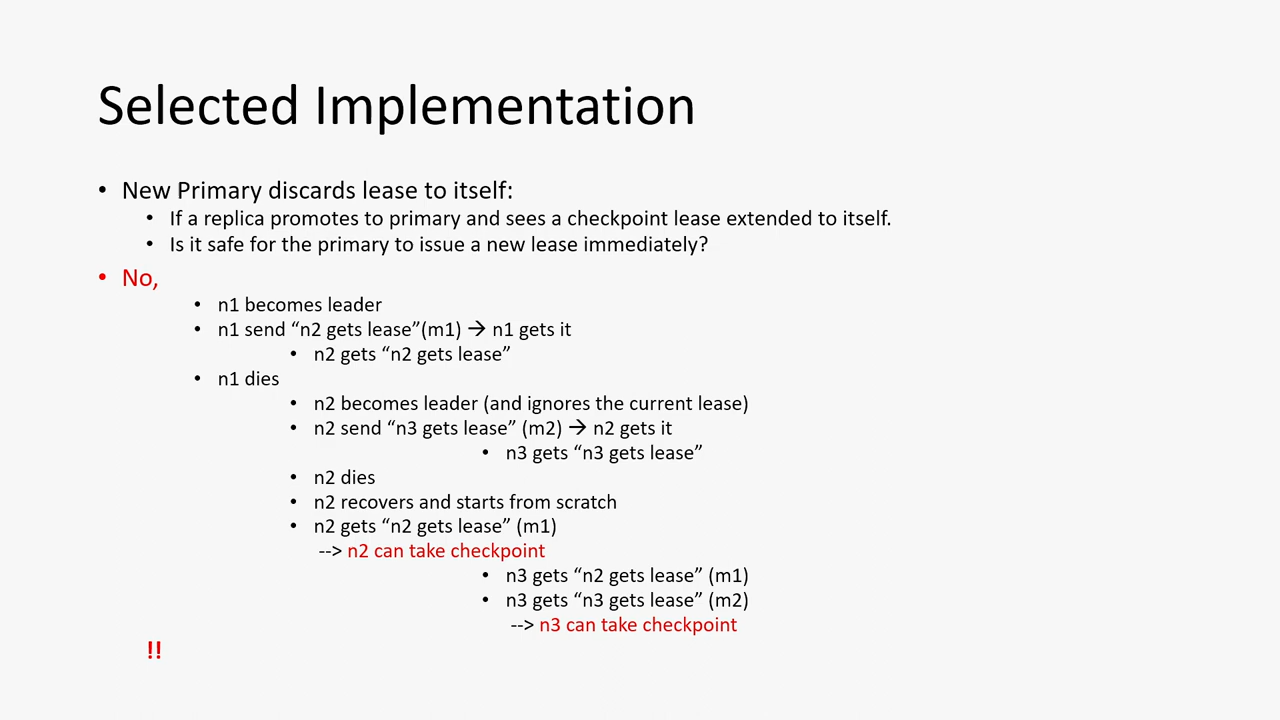 Selected Implementation
• New Primary discards lease to itself:
• If a replica promotes to primary and sees a checkpoint lease extended to itself.
• Is it safe for the primary to issue a new lease immediately?
• No,
• n1 becomes leader
• n1 send “n2 gets lease”(m1) → n1 gets it
• n2 gets “n2 gets lease”
• n1 dies
• n2 becomes leader (and ignores the current lease)
• n2 send “n3 gets lease” (m2) → n2 gets it
• n3 gets “n3 gets lease”
• n2 dies
• n2 recovers and starts from scratch
• n2 gets “n2 gets lease” (m1)
--> n2 can take checkpoint
• n3 gets “n2 gets lease” (m1)
• n3 gets “n3 gets lease” (m2)
--> n3 can take checkpoint
!!